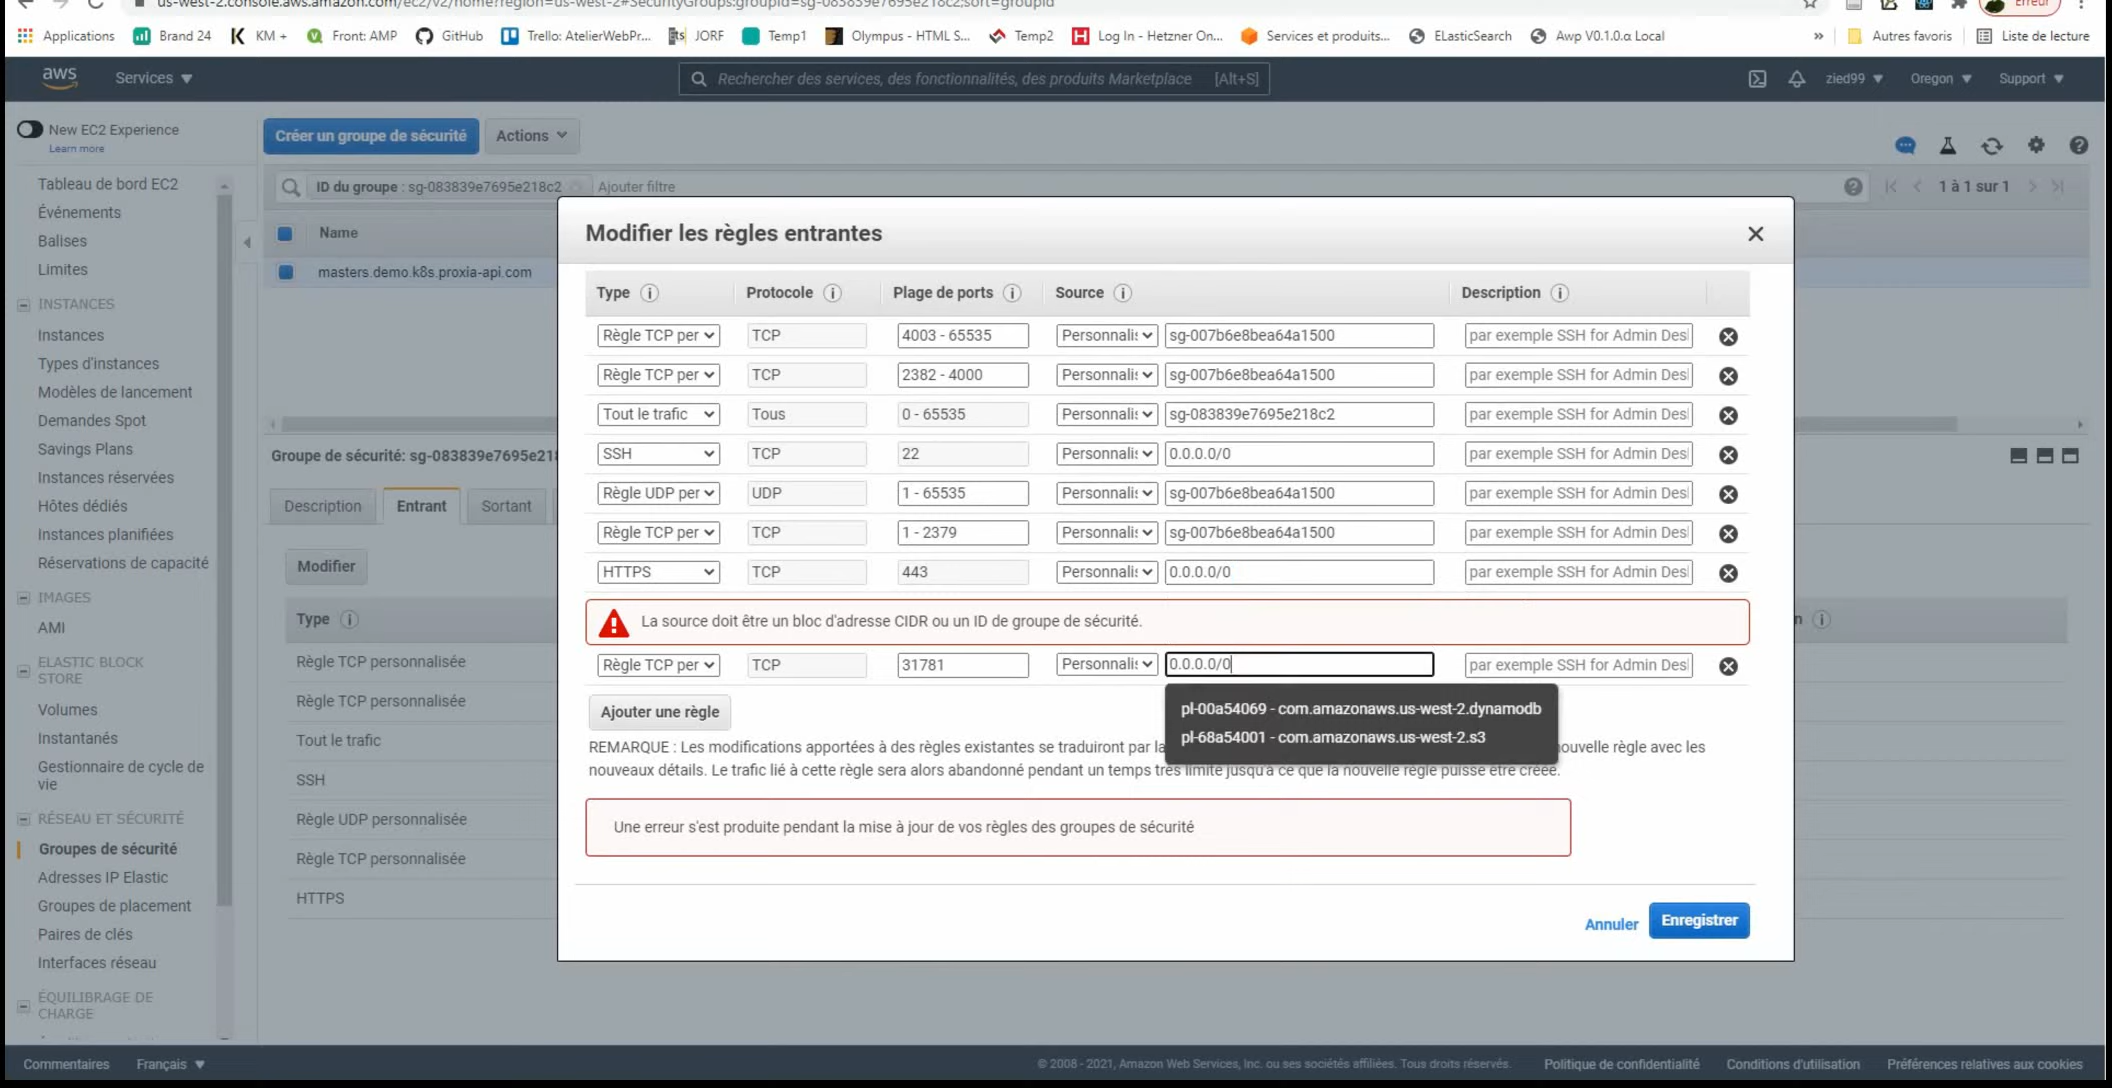 us-west-2.console.aws.amazon.com/ec2/v2/home?region=us-west-2#SecurityGroups:groupId=sg-083839e7695e218c2;sort=groupId
Erreur
Applications Brand 24 KM + Front: AMP GitHub Trello: AtelierWebPr... JORF Temp1 Olympus - HTML S... Temp2 Log In - Hetzner On... Services et produits... ELasticSearch Awp V0.1.0.α Local » Autres favoris Liste de lecture
aws Services Rechercher des services, des fonctionnalités, des produits Marketplace [Alt+S] zied99 Oregon Support
New EC2 Experience
Learn more
Créer un groupe de sécurité Actions
Tableau de bord EC2
Événements
Balises
Limites
INSTANCES
Instances
Types d'instances
Modèles de lancement
Demandes Spot
Savings Plans
Instances réservées
Hôtes dédiés
Instances planifiées
Réservations de capacité
IMAGES
AMI
ELASTIC BLOCK
STORE
Volumes
Instantanés
Gestionnaire de cycle de
vie
RÉSEAU ET SÉCURITÉ
Groupes de sécurité
Adresses IP Elastic
Groupes de placement
Paires de clés
Interfaces réseau
ÉQUILIBRAGE DE
CHARGE
ID du groupe : sg-083839e7695e218c2 Ajouter filtre 1 à 1 sur 1
Name
masters.demo.k8s.proxia-api.com
Groupe de sécurité: sg-083839e7695e21
Description Entrant Sortant
Modifier
Type
Règle TCP personnalisée
Règle TCP personnalisée
Tout le trafic
SSH
Règle UDP personnalisée
Règle TCP personnalisée
HTTPS
n
Modifier les règles entrantes
Type Protocole Plage de ports Source Description
Règle TCP per TCP 4003 - 65535 Personnalis sg-007b6e8bea64a1500 par exemple SSH for Admin Des
Règle TCP per TCP 2382 - 4000 Personnalis sg-007b6e8bea64a1500 par exemple SSH for Admin Des
Tout le trafic Tous 0 - 65535 Personnalis sg-083839e7695e218c2 par exemple SSH for Admin Des
SSH TCP 22 Personnalis 0.0.0.0/0 par exemple SSH for Admin Des
Règle UDP per UDP 1 - 65535 Personnalis sg-007b6e8bea64a1500 par exemple SSH for Admin Des
Règle TCP per TCP 1 - 2379 Personnalis sg-007b6e8bea64a1500 par exemple SSH for Admin Des
HTTPS TCP 443 Personnalis 0.0.0.0/0 par exemple SSH for Admin Des
La source doit être un bloc d'adresse CIDR ou un ID de groupe de sécurité.
Règle TCP per TCP 31781 Personnalis 0.0.0.0/0 par exemple SSH for Admin Des
pl-00a54069 - com.amazonaws.us-west-2.dynamodb
pl-68a54001 - com.amazonaws.us-west-2.s3
Ajouter une règle
REMARQUE : Les modifications apportées à des règles existantes se traduiront par la ouvelle règle avec les
nouveaux détails. Le trafic lié à cette règle sera alors abandonné pendant un temps très limité jusqu'à ce que la nouvelle règle puisse être créée.
Une erreur s'est produite pendant la mise à jour de vos règles des groupes de sécurité
Annuler Enregistrer
Commentaires Français © 2008 - 2021, Amazon Web Services, Inc. ou ses sociétés affiliées. Tous droits réservés. Politique de confidentialité Conditions d'utilisation Préférences relatives aux cookies